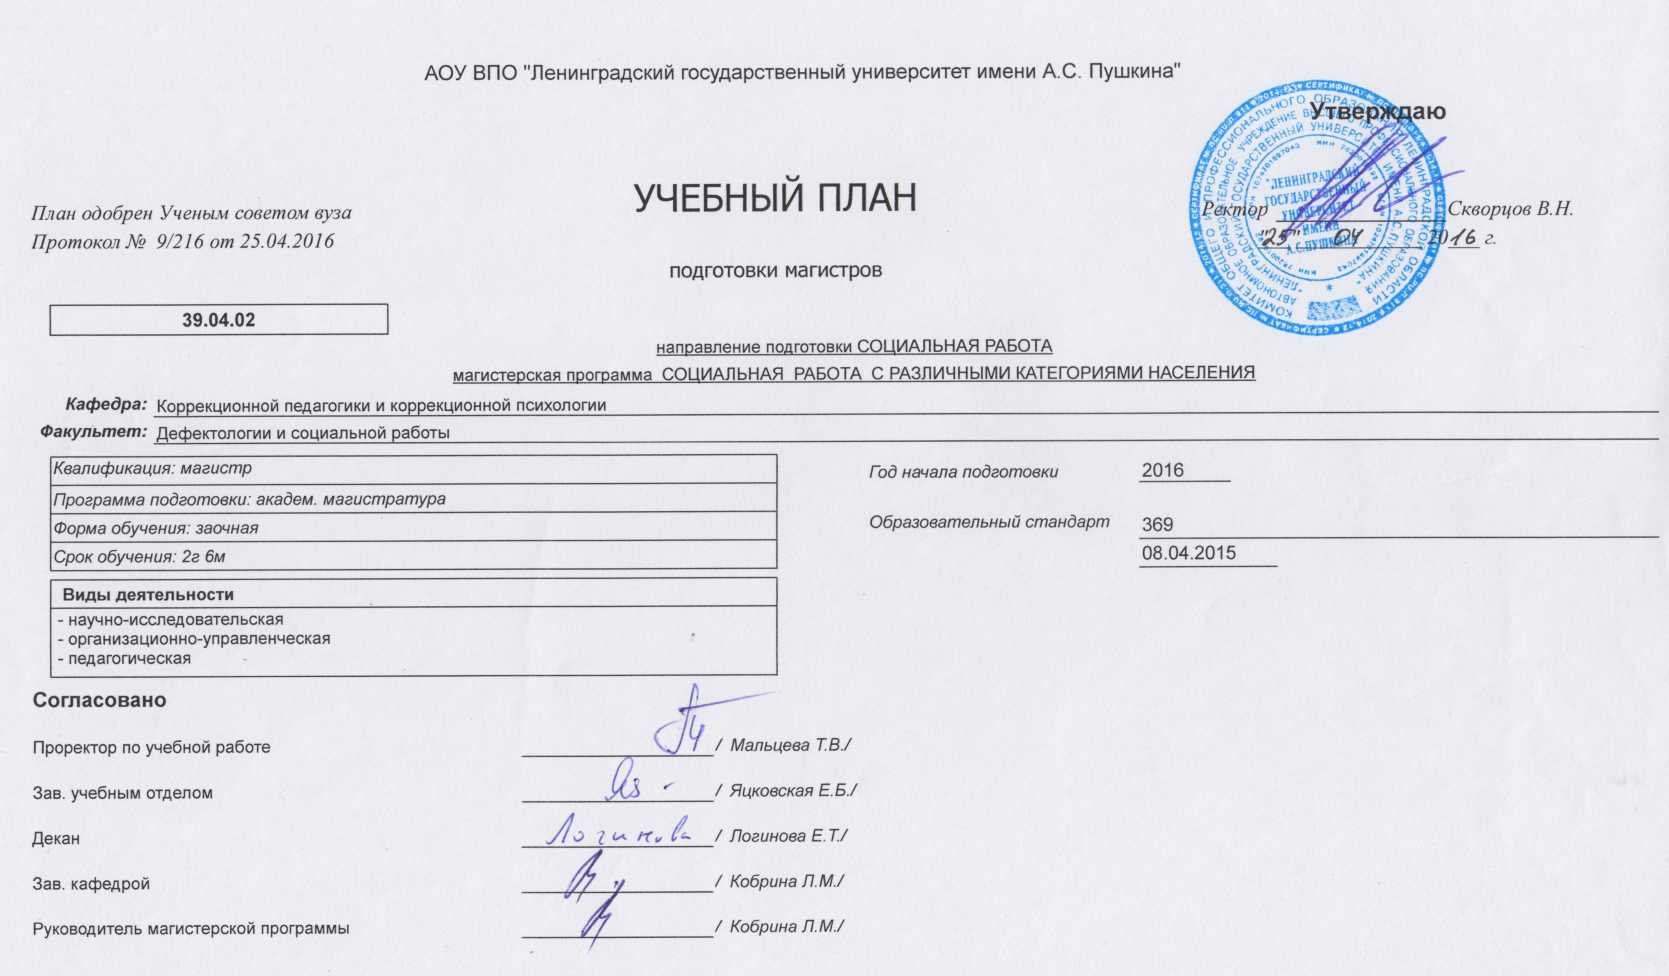 АОУ ВПО "Ленинградский государственный университет имени А.С. Пушкина"
Утверждаю
План одобрен Ученым советом вуза
Протокол № 9/216 от 25.04.2016
УЧЕБНЫЙ ПЛАН
подготовки магистров
Ректор Скворцов В.Н.
"25" 04 2016 г.
"ЛЕНИНГРАДСКИЙ
ГОСУДАРСТВЕННЫЙ
УНИВЕРСИТЕТ
ИМЕНИ
А.С.ПУШКИНА"
39.04.02
направление подготовки СОЦИАЛЬНАЯ РАБОТА
магистерская программа СОЦИАЛЬНАЯ РАБОТА С РАЗЛИЧНЫМИ КАТЕГОРИЯМИ НАСЕЛЕНИЯ
Кафедра: Коррекционной педагогики и коррекционной психологии
Факультет: Дефектологии и социальной работы
Квалификация: магистр
Программа подготовки: академ. магистратура
Форма обучения: заочная
Срок обучения: 2г 6м
Год начала подготовки 2016
Образовательный стандарт 369
08.04.2015
Виды деятельности
- научно-исследовательская
- организационно-управленческая
- педагогическая
Согласовано
Проректор по учебной работе / Мальцева Т.В./
Зав. учебным отделом / Яцковская Е.Б./
Декан Логинова / Логинова Е.Т./
Зав. кафедрой / Кобрина Л.М./
Руководитель магистерской программы / Кобрина Л.М./